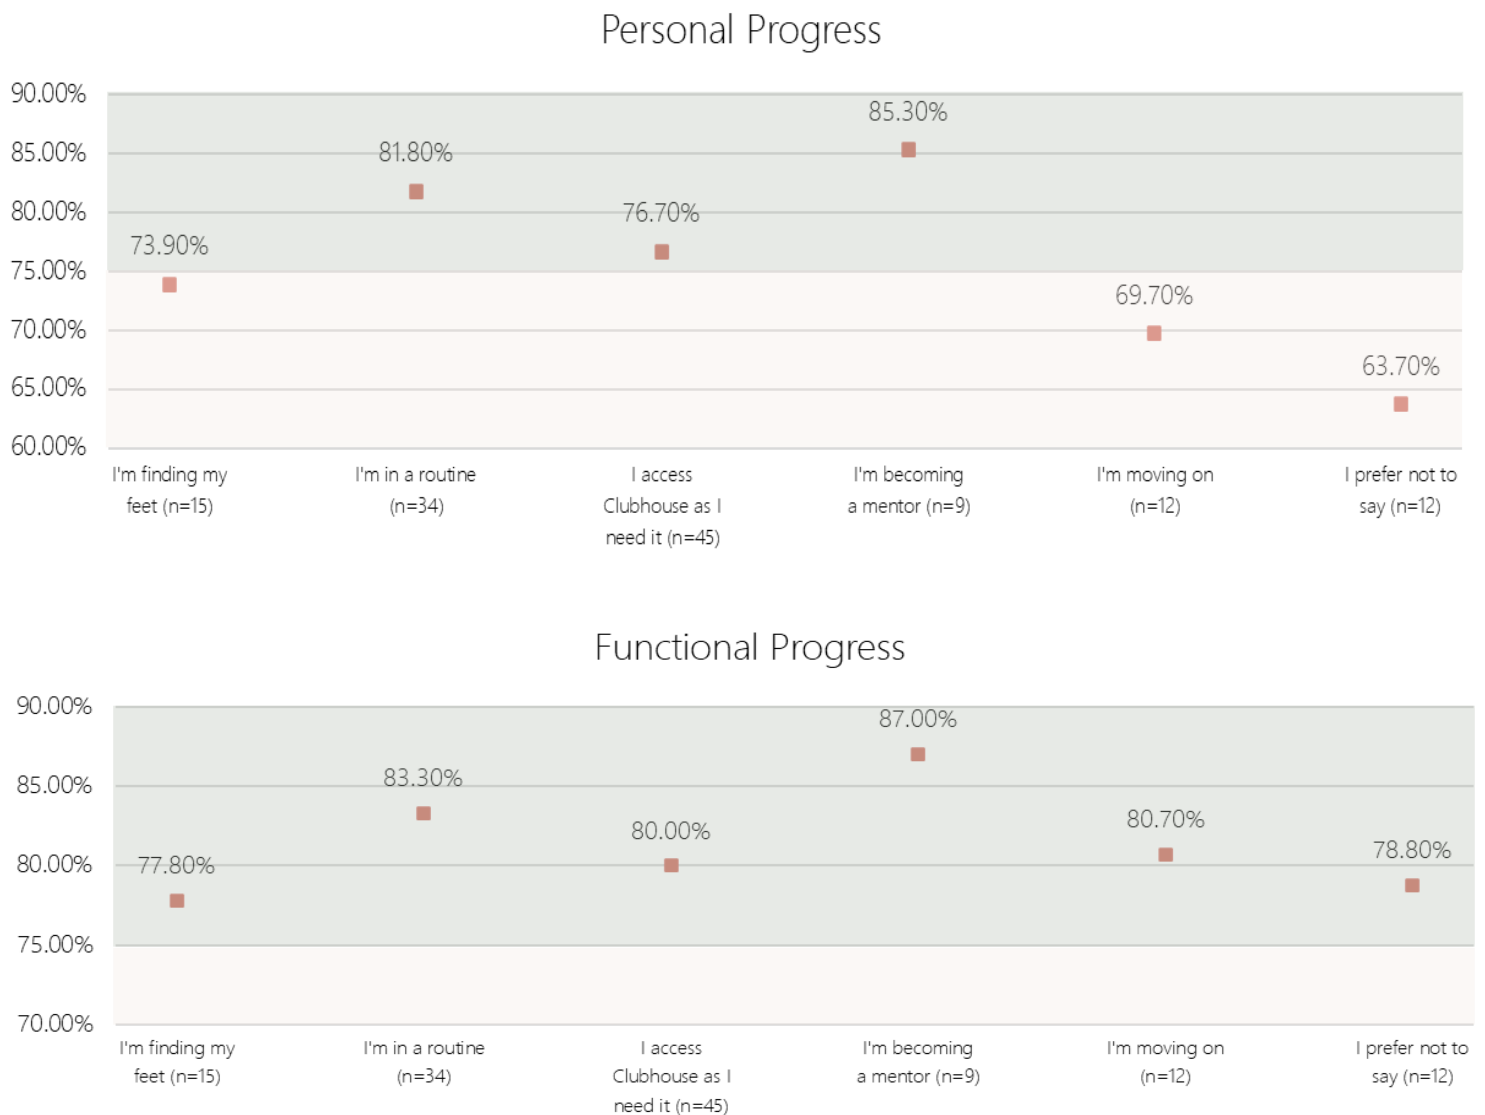 Personal Progress
90.00%
85.00%
80.00%
75.00%
70.00%
65.00%
60.00%
73.90%
81.80%
76.70%
85.30%
69.70%
63.70%
I'm finding my
feet (n=15)
I'm in a routine
(n=34)
I access
Clubhouse as I
need it (n=45)
I'm becoming
a mentor (n=9)
I'm moving on
(n=12)
I prefer not to
say (n=12)
Functional Progress
90.00%
85.00%
80.00%
75.00%
70.00%
77.80%
83.30%
80.00%
87.00%
80.70%
78.80%
I'm finding my
feet (n=15)
I'm in a routine
(n=34)
I access
Clubhouse as I
need it (n=45)
I'm becoming
a mentor (n=9)
I'm moving on
(n=12)
I prefer not to
say (n=12)